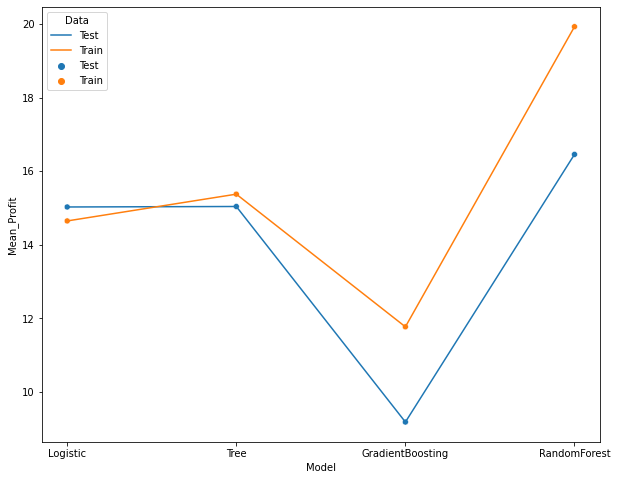 Data
Test
Train
Test
Train
20
18
16
14
12
10
Mean_Profit
Logistic
Tree
GradientBoosting
RandomForest
Model